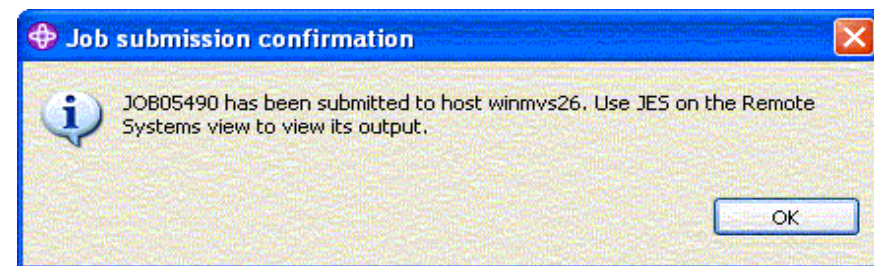 Job submission confirmation
JOB05490 has been submitted to host winmvs26. Use JES on the Remote
Systems view to view its output.
OK